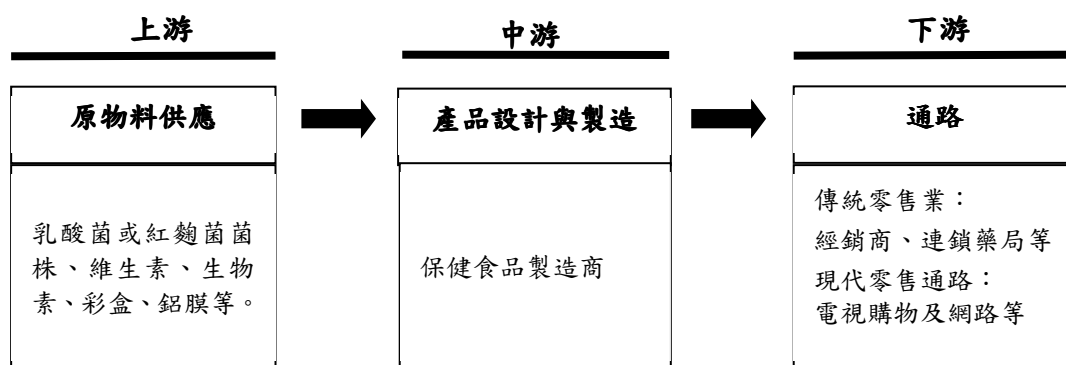 上游
中游
下游
原物料供應
產品設計與製造
通路
乳酸菌或紅麴菌菌
株、維生素、生物
素、彩盒、鋁膜等。
保健食品製造商
傳統零售業：
經銷商、連鎖藥局等
現代零售通路：
電視購物及網路等